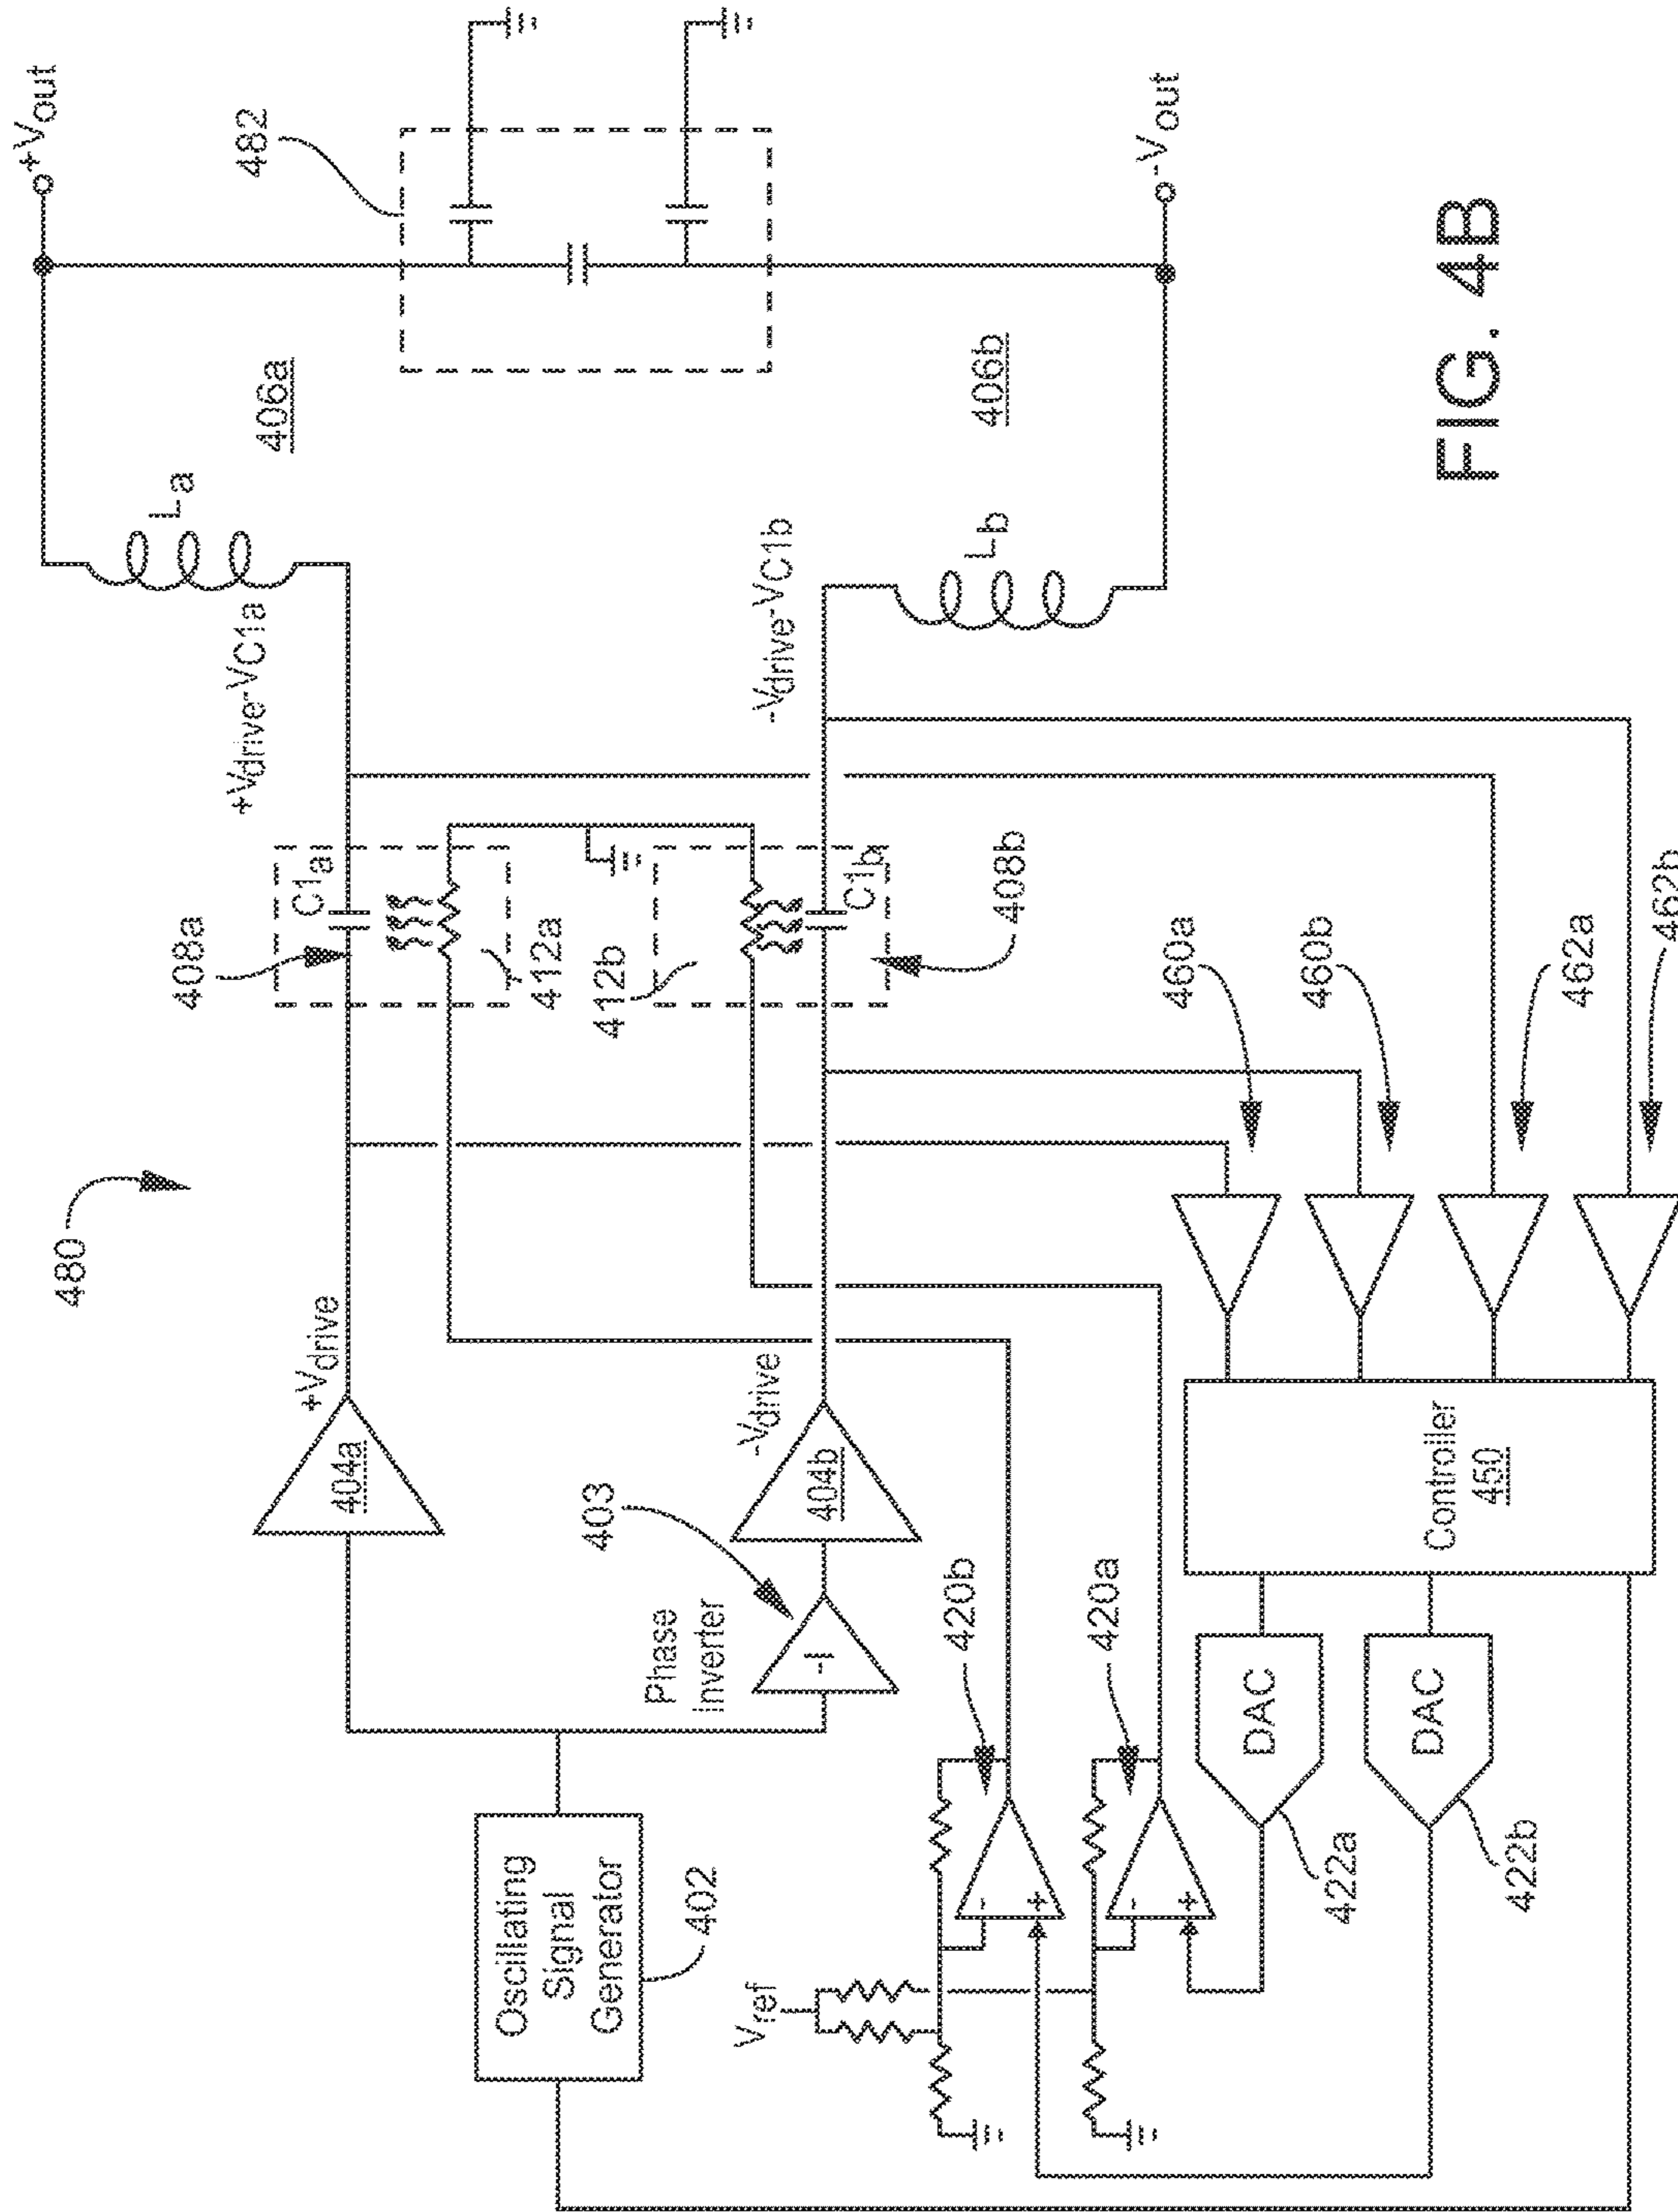 480
+Vdrive
404a
408a
C1a
412a
+Vdrive-VC1a
La
406a
+Vout
482
Oscillating
Signal
Generator
402
Phase
Inverter
403
-1
-Vdrive
404b
412b
C1b
408b
-Vdrive-VC1b
Lb
406b
-Vout
Vref
-
+
420b
-
+
420a
DAC
422a
DAC
422b
Controller
450
460a
460b
462a
462b
FIG. 4B